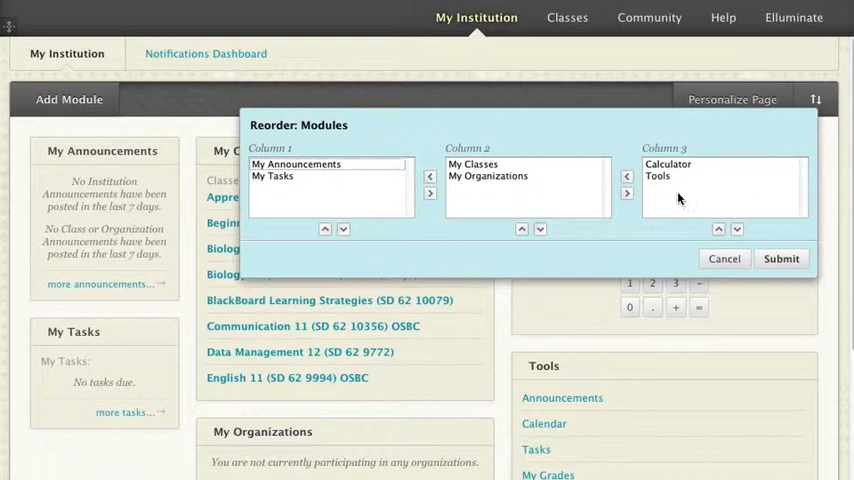 My Institution Classes Community Help Elluminate
My Institution Notifications Dashboard
Add Module Personalize Page
Reorder: Modules
Column 1 Column 2 Column 3
My Announcements My Classes Calculator
My Tasks My Organizations Tools
Cancel Submit
My Announcements
No Institution
Announcements have been
posted in the last 7 days.
No Class or Organization
Announcements have been
posted in the last 7 days.
more announcements...
My Tasks
My Tasks:
No tasks due.
more tasks...
My C
Classe
Appre
Beginn
Biolog
Biolog
BlackBoard Learning Strategies (SD 62 10079)
Communication 11 (SD 62 10356) OSBC
Data Management 12 (SD 62 9772)
English 11 (SD 62 9994) OSBC
My Organizations
You are not currently participating in any organizations.
1 2 3 -
0 . + =
Tools
Announcements
Calendar
Tasks
My Grades